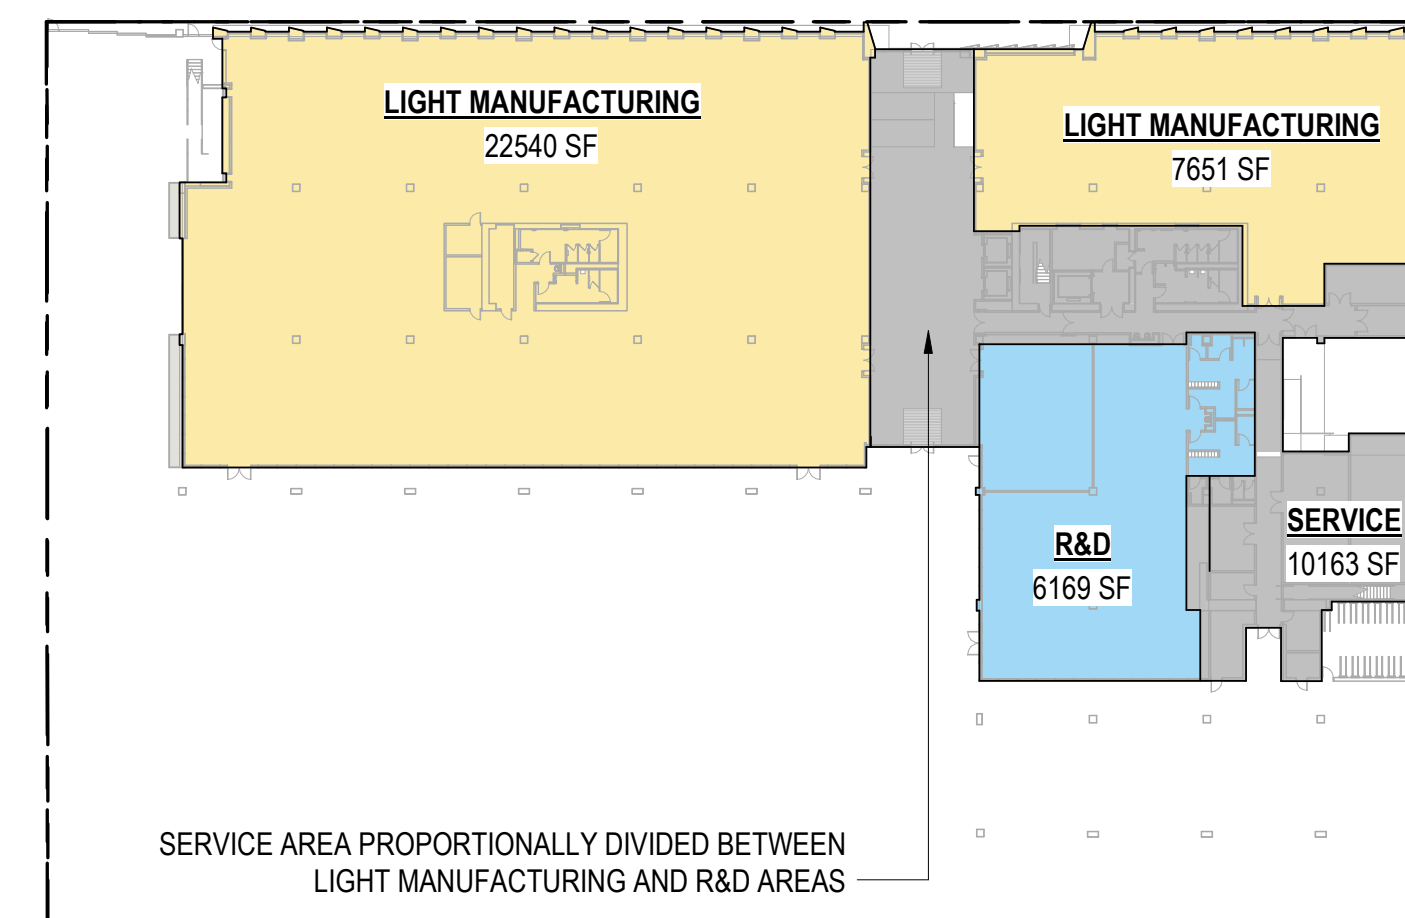 LIGHT MANUFACTURING
22540 SF
LIGHT MANUFACTURING
7651 SF
R&D
6169 SF
SERVICE
10163 SF
SERVICE AREA PROPORTIONALLY DIVIDED BETWEEN
LIGHT MANUFACTURING AND R&D AREAS